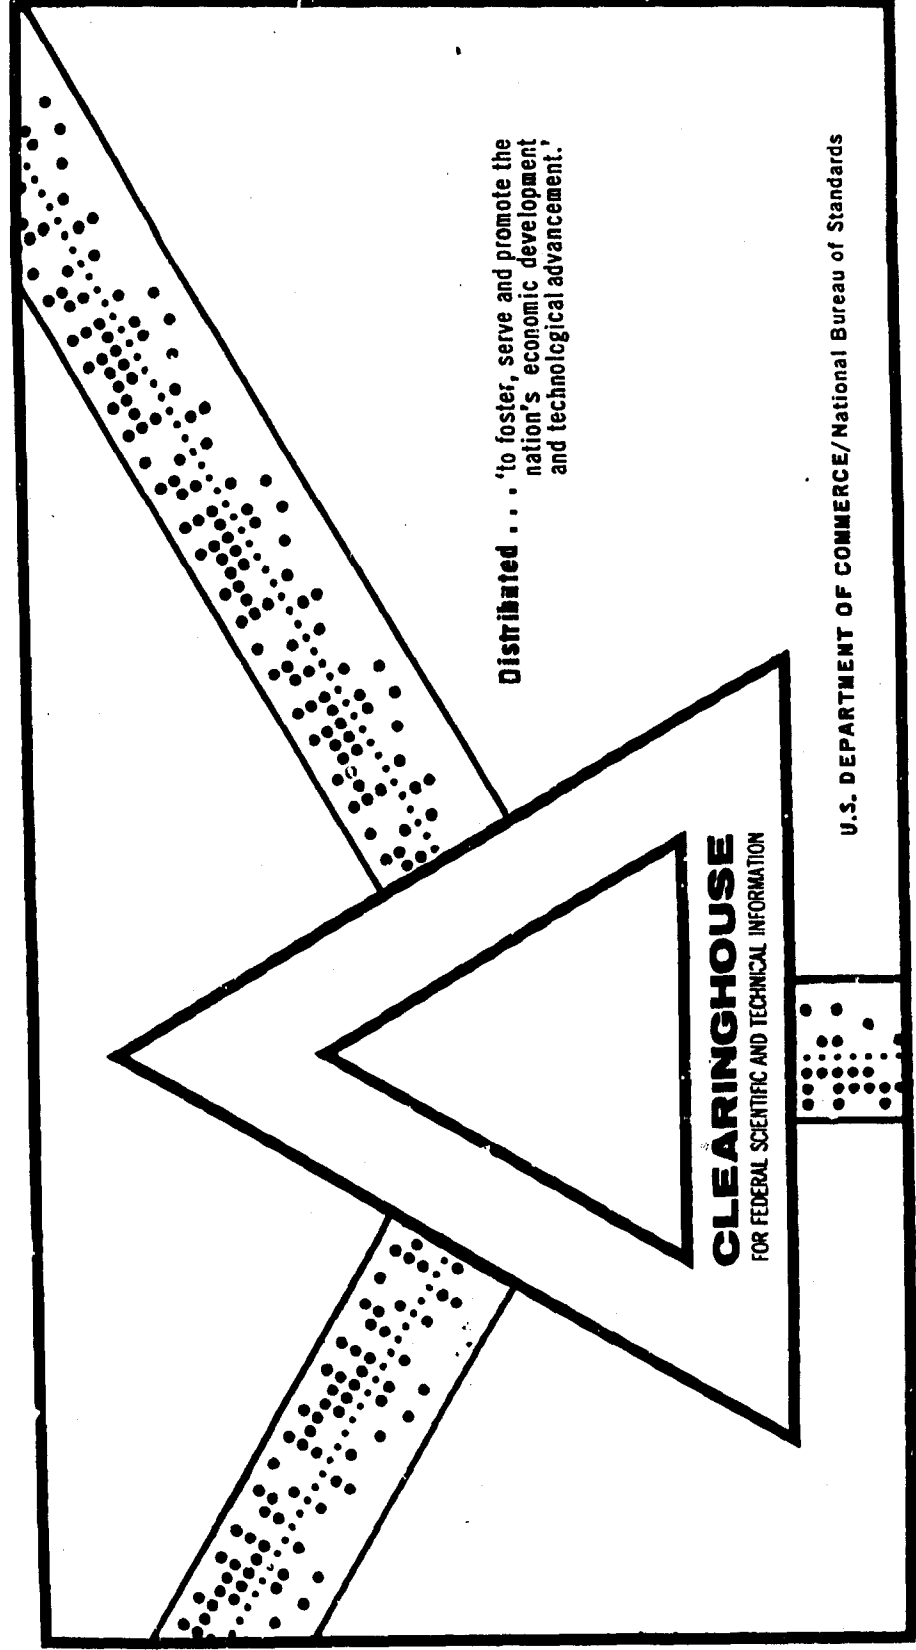 Distributed . . . 'to foster, serve and promote the
nation's economic development
and technological advancement.'
CLEARINGHOUSE
FOR FEDERAL SCIENTIFIC AND TECHNICAL INFORMATION
U.S. DEPARTMENT OF COMMERCE/National Bureau of Standards